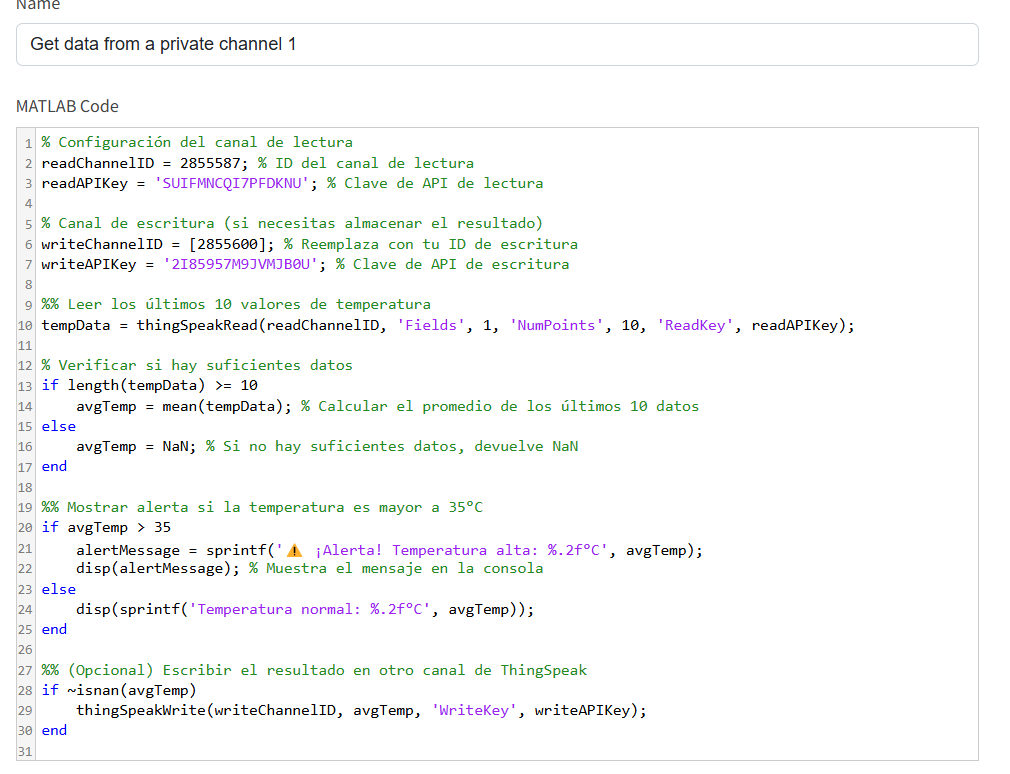 Name
Get data from a private channel 1
MATLAB Code
1 % Configuración del canal de lectura
2 readChannelID = 2855587; % ID del canal de lectura
3 readAPIKey = 'SUIFMNCQI7PFDKNU'; % Clave de API de lectura
4
5 % Canal de escritura (si necesitas almacenar el resultado)
6 writeChannelID = [2855600]; % Reemplaza con tu ID de escritura
7 writeAPIKey = '2I85957M9JVMJB0U'; % Clave de API de escritura
8
9 %% Leer los últimos 10 valores de temperatura
10 tempData = thingSpeakRead(readChannelID, 'Fields', 1, 'NumPoints', 10, 'ReadKey', readAPIKey);
11
12 % Verificar si hay suficientes datos
13 if length(tempData) >= 10
14     avgTemp = mean(tempData); % Calcular el promedio de los últimos 10 datos
15 else
16     avgTemp = NaN; % Si no hay suficientes datos, devuelve NaN
17 end
18
19 %% Mostrar alerta si la temperatura es mayor a 35°C
20 if avgTemp > 35
21     alertMessage = sprintf('⚠️ ¡Alerta! Temperatura alta: %.2f°C', avgTemp);
22     disp(alertMessage); % Muestra el mensaje en la consola
23 else
24     disp(sprintf('Temperatura normal: %.2f°C', avgTemp));
25 end
26
27 %% (Opcional) Escribir el resultado en otro canal de ThingSpeak
28 if ~isnan(avgTemp)
29     thingSpeakWrite(writeChannelID, avgTemp, 'WriteKey', writeAPIKey);
30 end
31